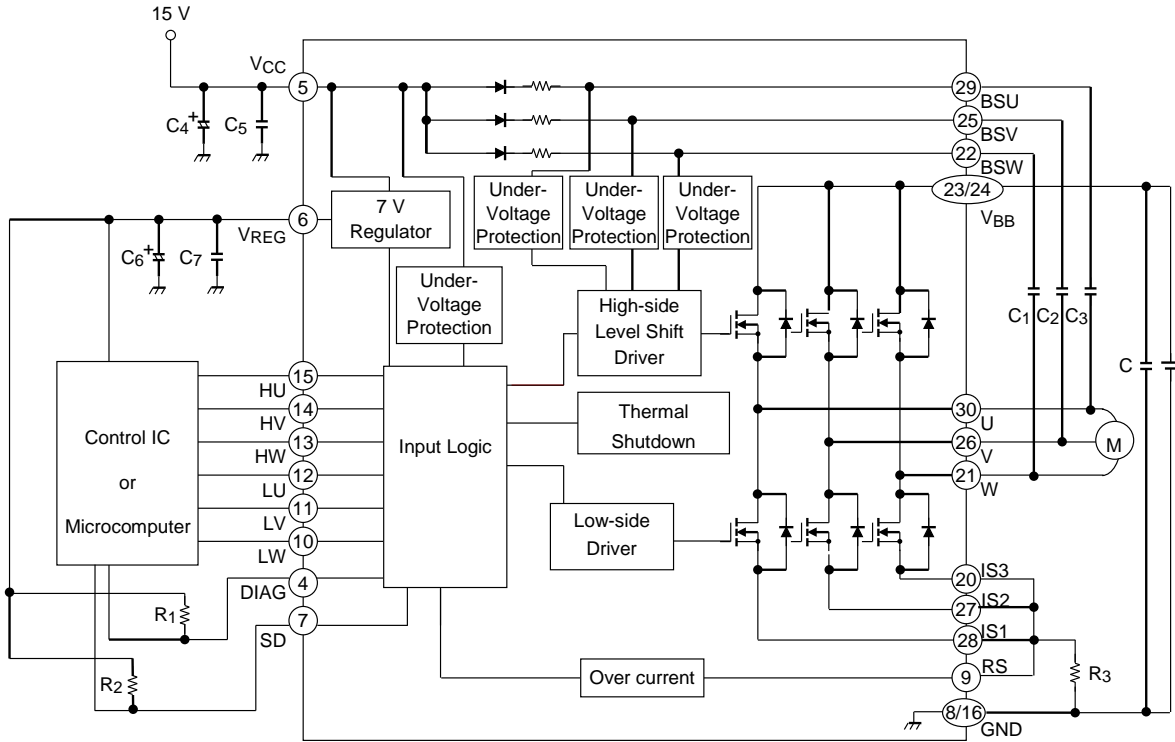 15 V
VCC
5
29
BSU
C4
+
C5
25
BSV
22
BSW
23/24
VBB
6
VREG
7 V
Regulator
Under-
Voltage
Protection
Under-
Voltage
Protection
Under-
Voltage
Protection
C6
+
C7
Under-
Voltage
Protection
High-side
Level Shift
Driver
C1
C2
C3
C
15
HU
14
HV
13
HW
12
LU
11
LV
10
LW
4
DIAG
7
SD
Control IC
or
Microcomputer
Input Logic
Thermal
Shutdown
Low-side
Driver
30
U
26
V
21
W
M
20
IS3
27
IS2
28
IS1
9
RS
R1
R2
Over current
R3
8/16
GND